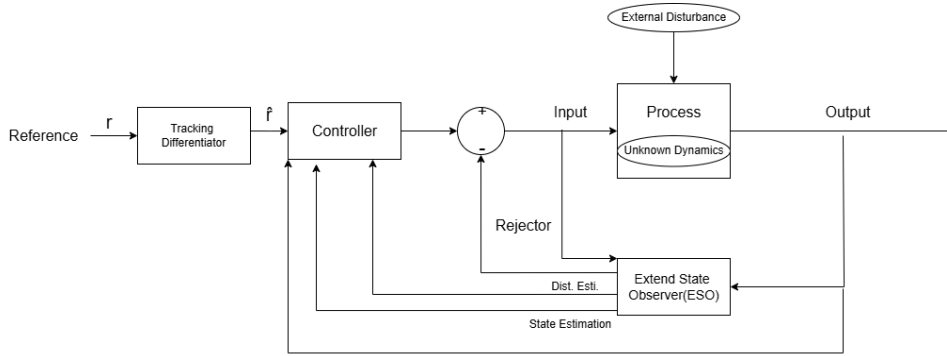 External Disturbance
Reference
r
Tracking
Differentiator
r̂
Controller
+
-
Input
Process
Unknown Dynamics
Output
Rejector
Extend State
Observer(ESO)
Dist. Esti.
State Estimation